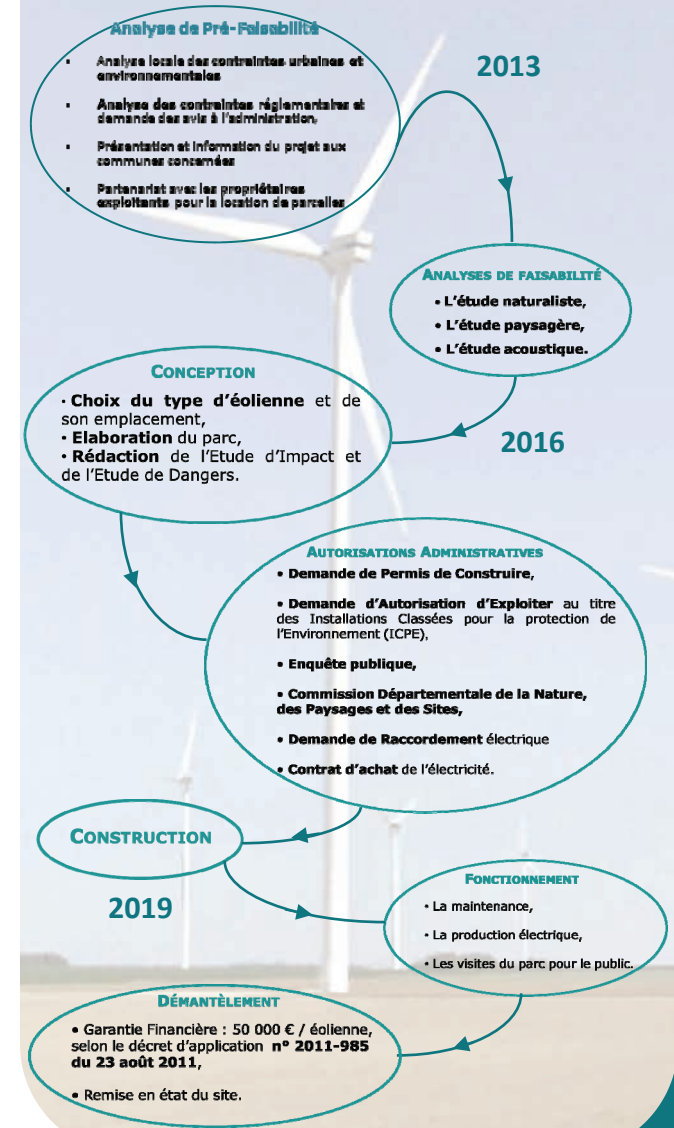 Analyse de Pré-Faisabilité
▪ Analyse locale des contraintes urbaines et
environnementales
▪ Analyse des contraintes réglementaires et
demande des avis à l'administration,
▪ Présentation et information du projet aux
communes concernées
▪ Partenariat avec les propriétaires
exploitants pour la location de parcelles
2013
ANALYSES DE FAISABILITÉ
• L'étude naturaliste,
• L'étude paysagère,
• L'étude acoustique.
CONCEPTION
• Choix du type d'éolienne et de
son emplacement,
• Elaboration du parc,
• Rédaction de l'Etude d'Impact et
de l'Etude de Dangers.
2016
AUTORISATIONS ADMINISTRATIVES
• Demande de Permis de Construire,
• Demande d'Autorisation d'Exploiter au titre
des Installations Classées pour la protection de
l'Environnement (ICPE),
• Enquête publique,
• Commission Départementale de la Nature,
des Paysages et des Sites,
• Demande de Raccordement électrique
• Contrat d'achat de l'électricité.
CONSTRUCTION
2019
FONCTIONNEMENT
• La maintenance,
• La production électrique,
• Les visites du parc pour le public.
DÉMANTÈLEMENT
• Garantie Financière : 50 000 € / éolienne,
selon le décret d'application n° 2011-985
du 23 août 2011,
• Remise en état du site.